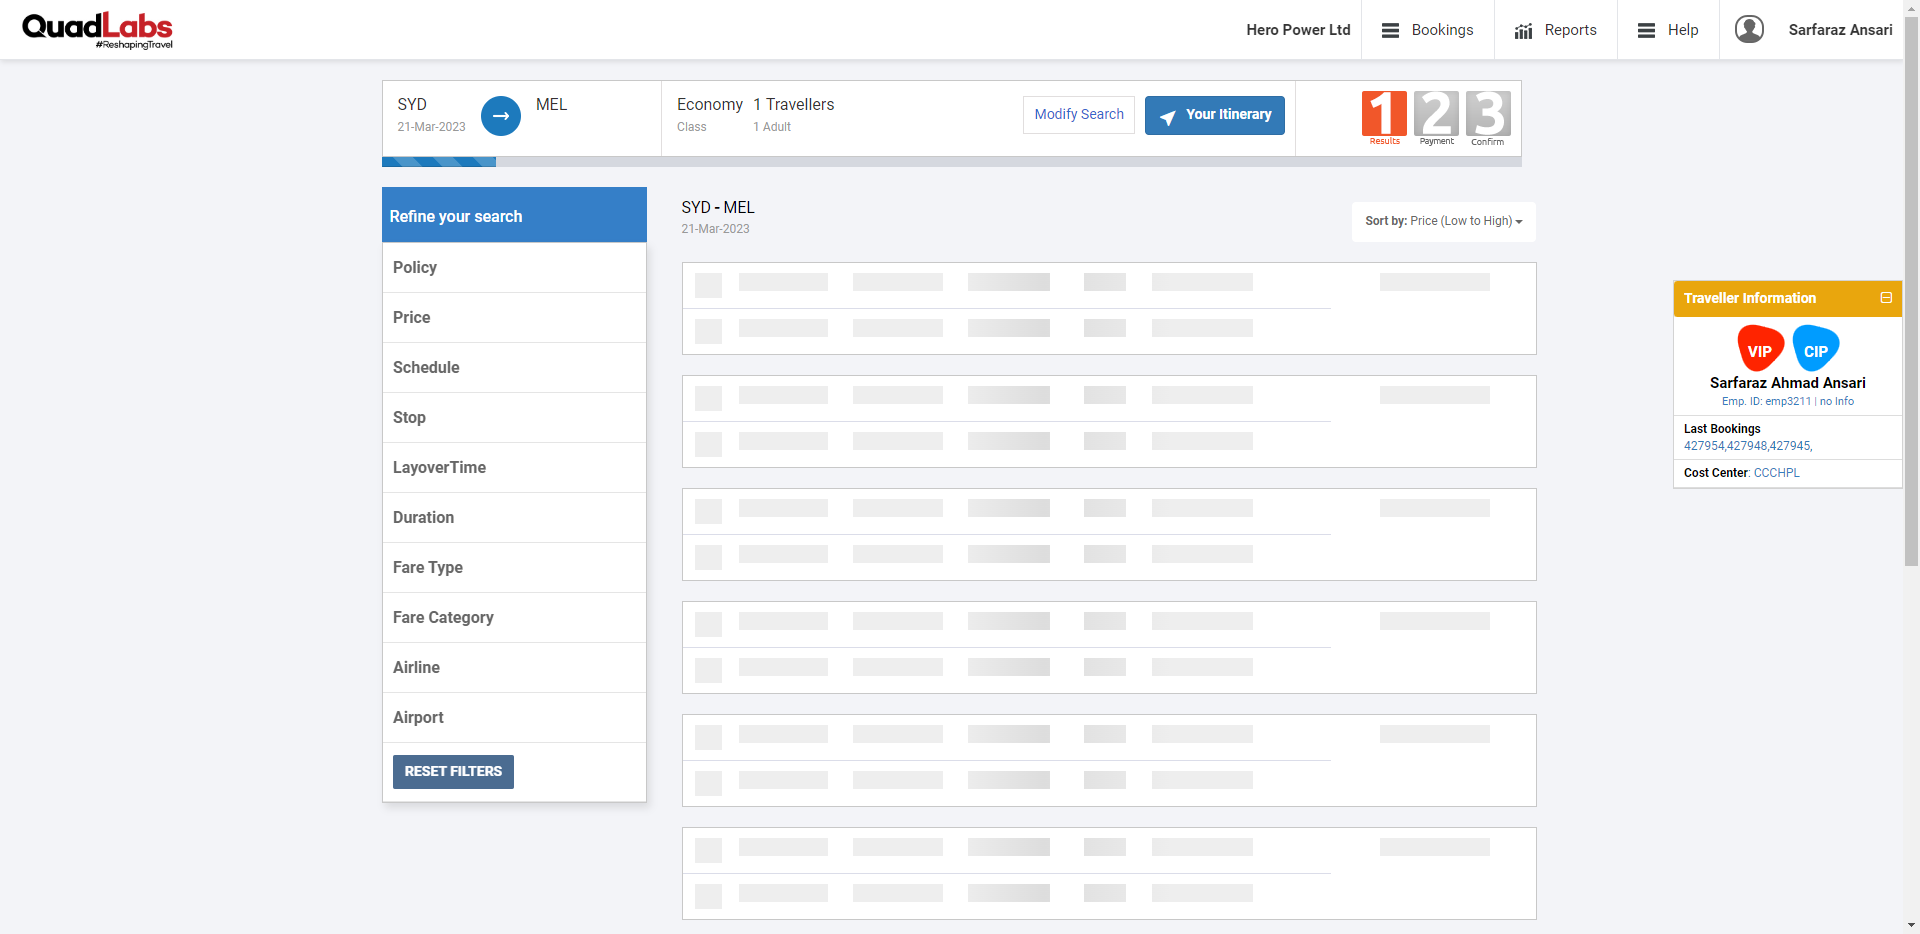 QuadLabs
#ReshapingTravel
Hero Power Ltd
Bookings
Reports
Help
Sarfaraz Ansari
SYD
21-Mar-2023
MEL
Economy
Class
1 Travellers
1 Adult
Modify Search
Your Itinerary
1
Results
2
Payment
3
Confirm
Refine your search
Policy
Price
Schedule
Stop
LayoverTime
Duration
Fare Type
Fare Category
Airline
Airport
RESET FILTERS
SYD - MEL
21-Mar-2023
Sort by: Price (Low to High)
Traveller Information
VIP
CIP
Sarfaraz Ahmad Ansari
Emp. ID: emp3211 | no Info
Last Bookings
427954,427948,427945,
Cost Center: CCCHPL